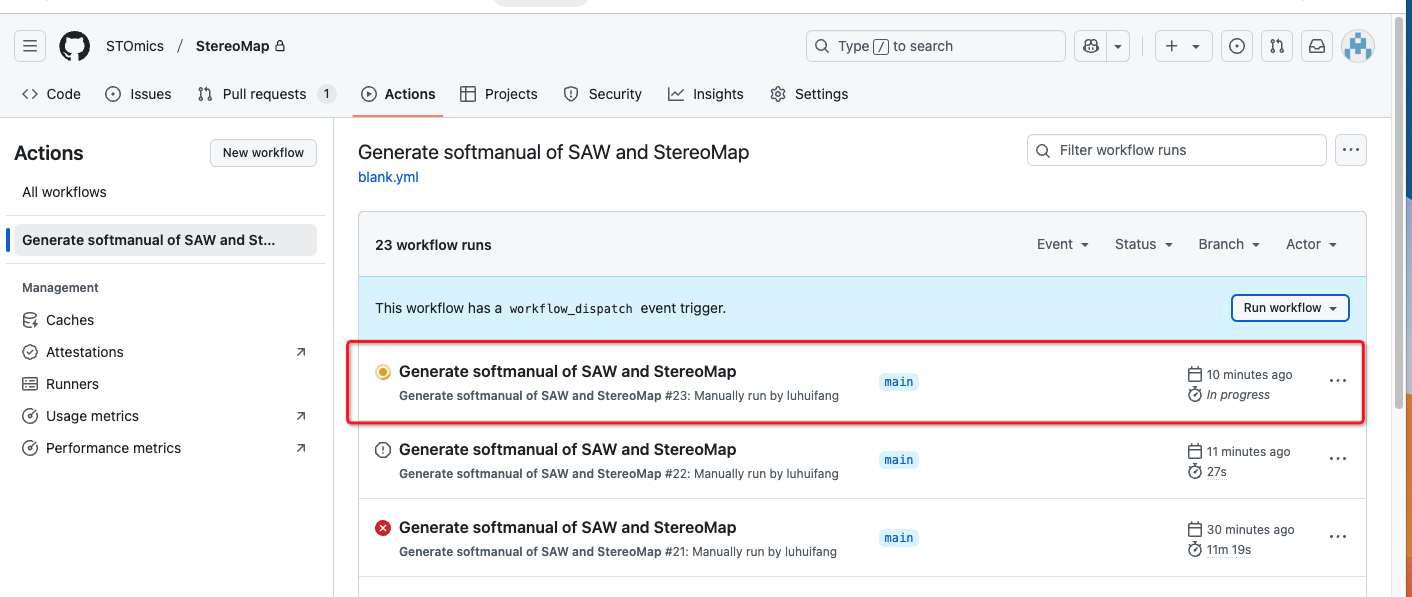 STOmics / StereoMap
Type / to search
Code
Issues
Pull requests 1
Actions
Projects
Security
Insights
Settings
Actions
New workflow
All workflows
Generate softmanual of SAW and St...
Management
Caches
Attestations
Runners
Usage metrics
Performance metrics
Generate softmanual of SAW and StereoMap
blank.yml
Filter workflow runs
23 workflow runs
Event
Status
Branch
Actor
This workflow has a workflow_dispatch event trigger.
Run workflow
Generate softmanual of SAW and StereoMap
Generate softmanual of SAW and StereoMap #23: Manually run by luhuifang
main
10 minutes ago
In progress
Generate softmanual of SAW and StereoMap
Generate softmanual of SAW and StereoMap #22: Manually run by luhuifang
main
11 minutes ago
27s
Generate softmanual of SAW and StereoMap
Generate softmanual of SAW and StereoMap #21: Manually run by luhuifang
main
30 minutes ago
11m 19s